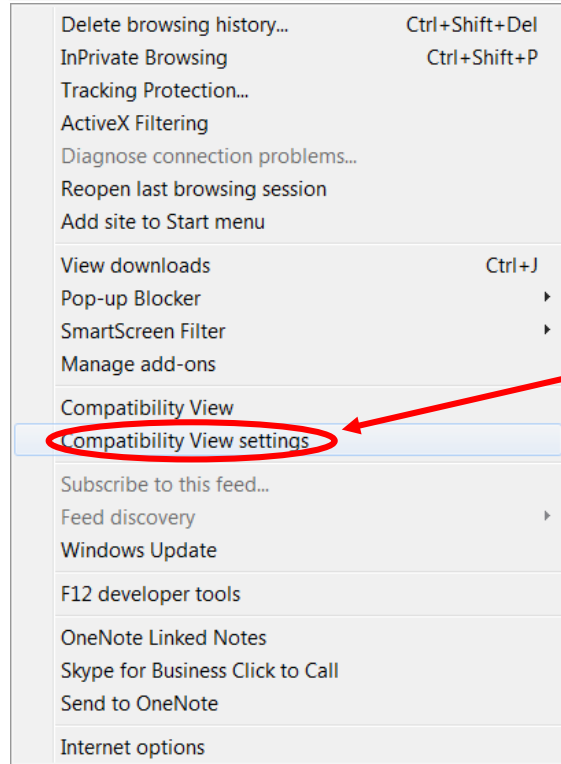 Delete browsing history... Ctrl+Shift+Del
InPrivate Browsing Ctrl+Shift+P
Tracking Protection...
ActiveX Filtering
Diagnose connection problems...
Reopen last browsing session
Add site to Start menu
View downloads Ctrl+J
Pop-up Blocker
SmartScreen Filter
Manage add-ons
Compatibility View
Compatibility View settings
Subscribe to this feed...
Feed discovery
Windows Update
F12 developer tools
OneNote Linked Notes
Skype for Business Click to Call
Send to OneNote
Internet options